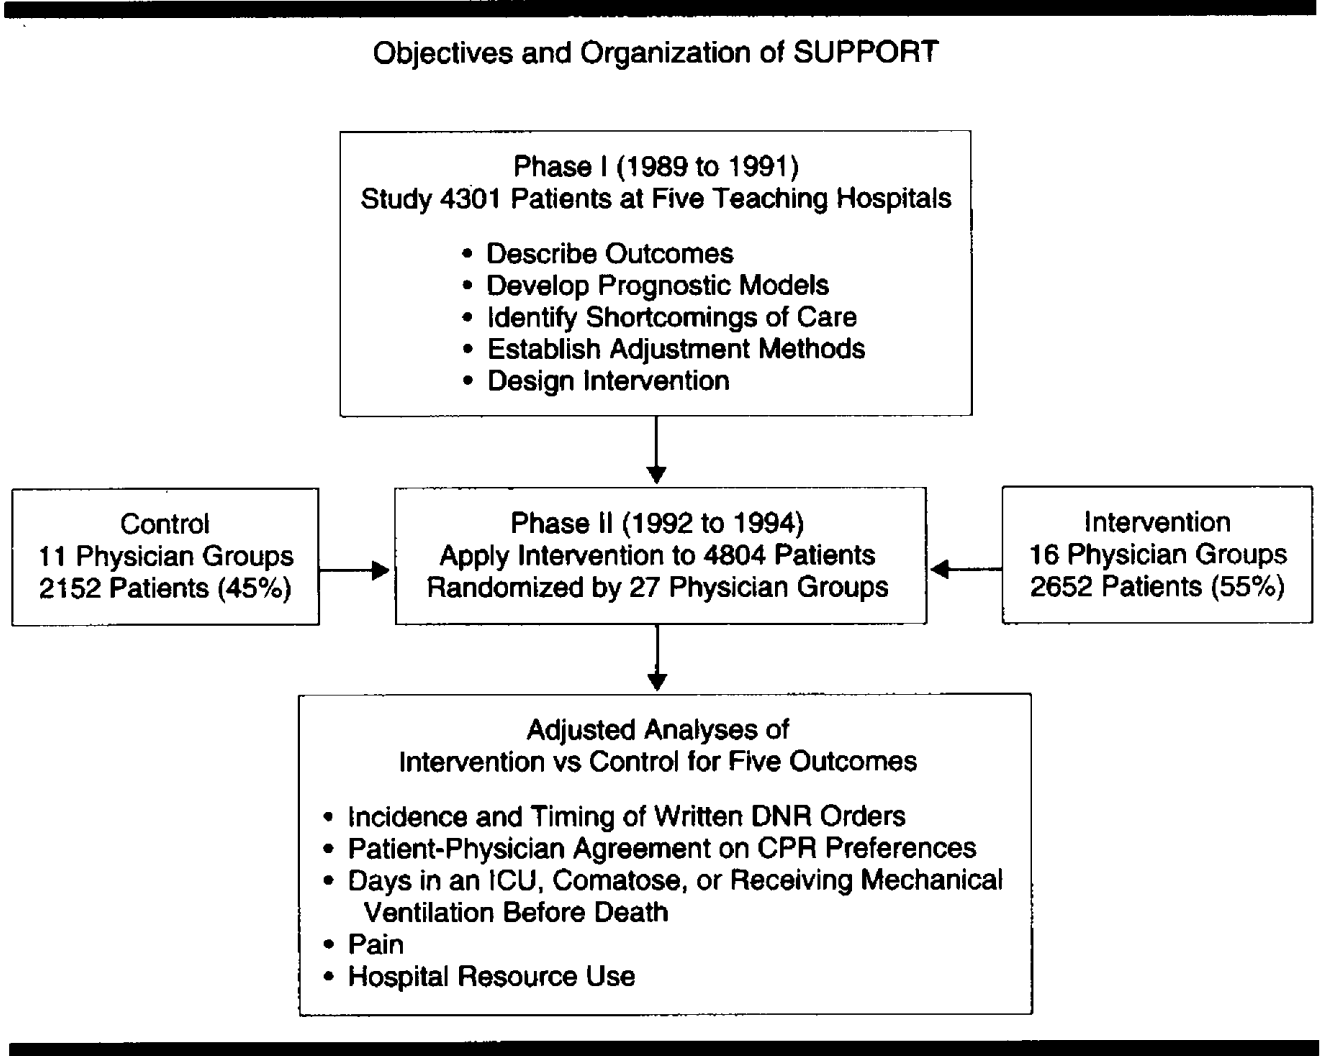 Objectives and Organization of SUPPORT
Phase I (1989 to 1991)
Study 4301 Patients at Five Teaching Hospitals
• Describe Outcomes
• Develop Prognostic Models
• Identify Shortcomings of Care
• Establish Adjustment Methods
• Design Intervention
Control
11 Physician Groups
2152 Patients (45%)
Phase II (1992 to 1994)
Apply Intervention to 4804 Patients
Randomized by 27 Physician Groups
Intervention
16 Physician Groups
2652 Patients (55%)
Adjusted Analyses of
Intervention vs Control for Five Outcomes
• Incidence and Timing of Written DNR Orders
• Patient-Physician Agreement on CPR Preferences
• Days in an ICU, Comatose, or Receiving Mechanical
Ventilation Before Death
• Pain
• Hospital Resource Use